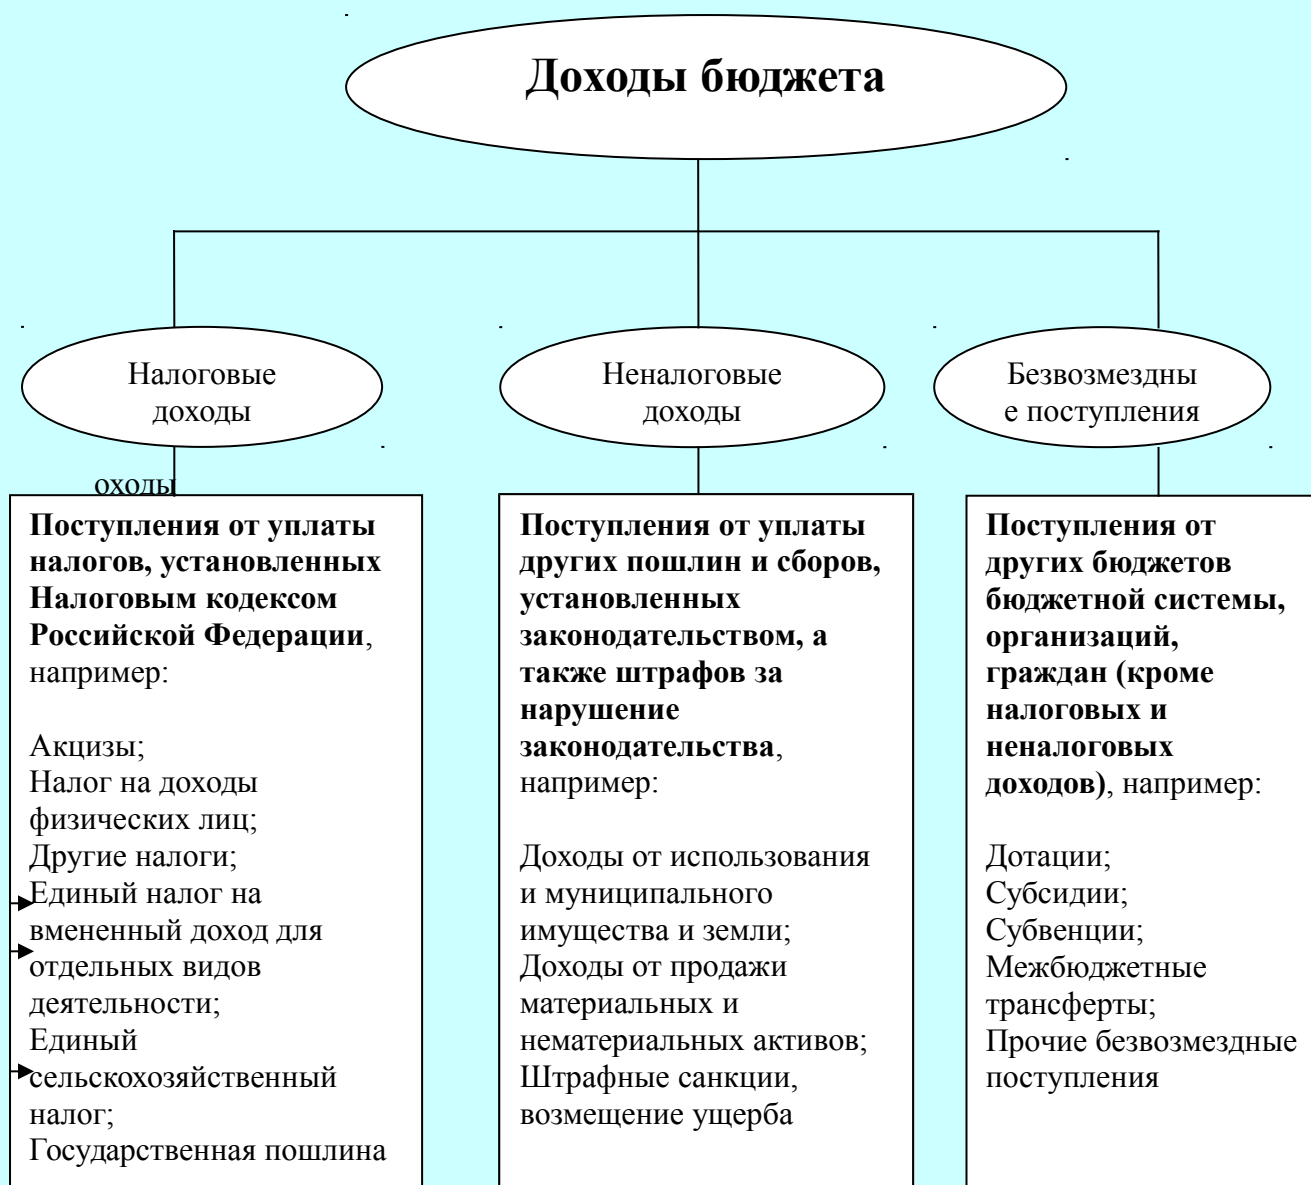 Доходы бюджета
Налоговые
доходы
Неналоговые
доходы
Безвозмездны
е поступления
оходы
Поступления от уплаты
налогов, установленных
Налоговым кодексом
Российской Федерации,
например:
Акцизы;
Налог на доходы
физических лиц;
Другие налоги;
Единый налог на
вмененный доход для
отдельных видов
деятельности;
Единый
сельскохозяйственный
налог;
Государственная пошлина
Поступления от уплаты
других пошлин и сборов,
установленных
законодательством, а
также штрафов за
нарушение
законодательства,
например:
Доходы от использования
и муниципального
имущества и земли;
Доходы от продажи
материальных и
нематериальных активов;
Штрафные санкции,
возмещение ущерба
Поступления от
других бюджетов
бюджетной системы,
организаций,
граждан (кроме
налоговых и
неналоговых
доходов), например:
Дотации;
Субсидии;
Субвенции;
Межбюджетные
трансферты;
Прочие безвозмездные
поступления